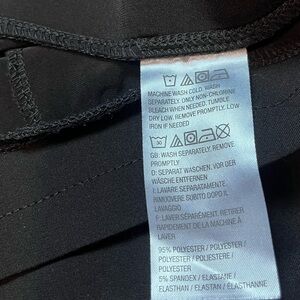 MACHINE WASH COLD. WASH
SEPARATELY. ONLY NON-CHLORINE
BLEACH WHEN NEEDED. TUMBLE
DRY LOW. REMOVE PROMPTLY. COOL
IRON IF NEEDED
30
GB: WASH SEPARATELY, REMOVE
PROMPTLY
D: SEPARAT WASCHEN, VOR DER
WÄSCHE ENTFERNEN
I: LAVARE SEPARATAMENTE.
RIMUOVERE SUBITO DOPO IL
LAVAGGIO
F: LAVER SÉPARÉMENT. RETIRER
RAPIDEMENT DE LA MACHINE À
LAVER
95% POLYESTER / POLYESTER /
POLYESTER / POLIESTERE /
POLYESTER
5% SPANDEX / ELASTANE /
ELASTHAN / ELASTAN / ÉLASTHANNE